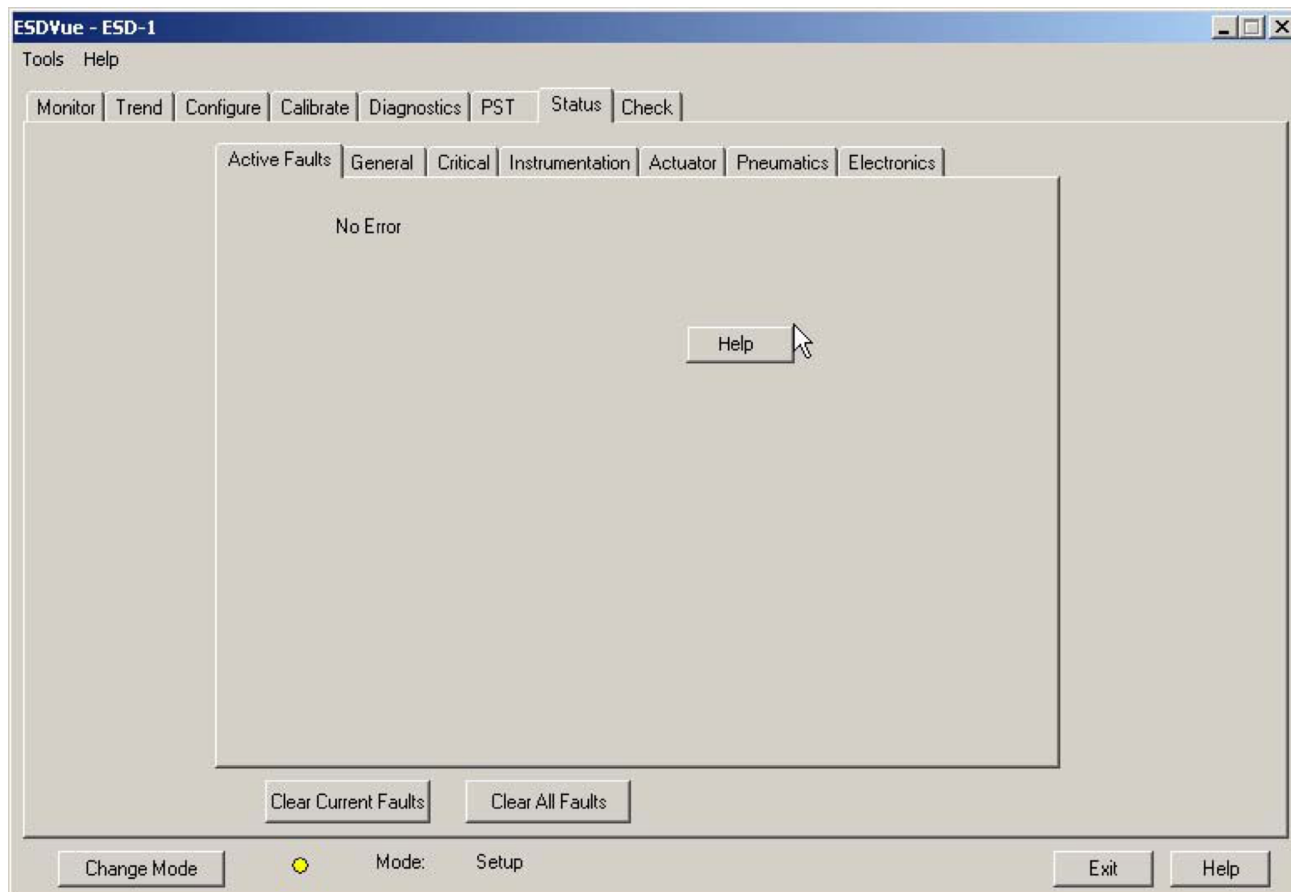 ESDVue - ESD-1
Tools Help
Monitor Trend Configure Calibrate Diagnostics PST Status Check
Active Faults General Critical Instrumentation Actuator Pneumatics Electronics
No Error
Help
Clear Current Faults Clear All Faults
Change Mode Mode: Setup Exit Help